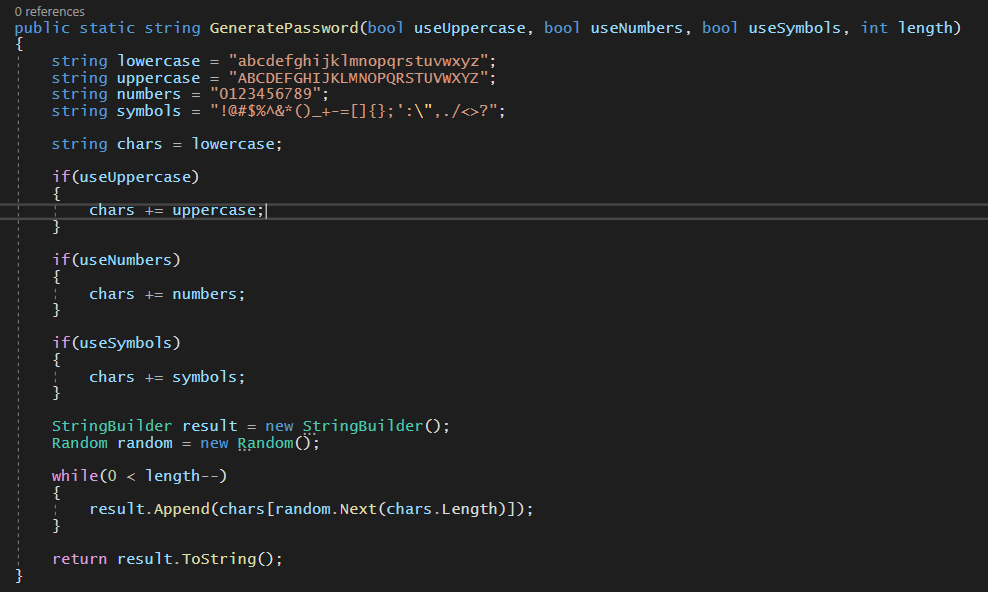 0 references
public static string GeneratePassword(bool useUppercase, bool useNumbers, bool useSymbols, int length)
{
    string lowercase = "abcdefghijklmnopqrstuvwxyz";
    string uppercase = "ABCDEFGHIJKLMNOPQRSTUVWXYZ";
    string numbers = "0123456789";
    string symbols = "!@#$%^&*()_+-=[]{};':\",./<>?";

    string chars = lowercase;

    if(useUppercase)
    {
        chars += uppercase;
    }

    if(useNumbers)
    {
        chars += numbers;
    }

    if(useSymbols)
    {
        chars += symbols;
    }

    StringBuilder result = new StringBuilder();
    Random random = new Random();

    while(0 < length--)
    {
        result.Append(chars[random.Next(chars.Length)]);
    }

    return result.ToString();
}